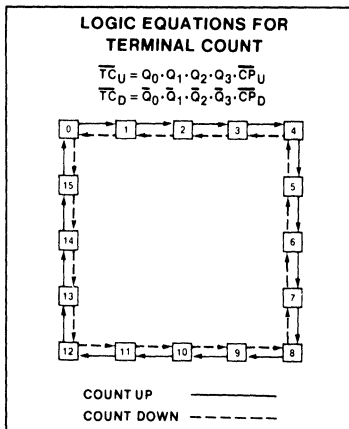 LOGIC EQUATIONS FOR
TERMINAL COUNT
T̅C̅U = Q0·Q1·Q2·Q3·C̅P̅U
T̅C̅D = Q̅0·Q̅1·Q̅2·Q̅3·C̅P̅D
0 1 2 3 4
15 5
14 6
13 7
12 11 10 9 8
COUNT UP
COUNT DOWN